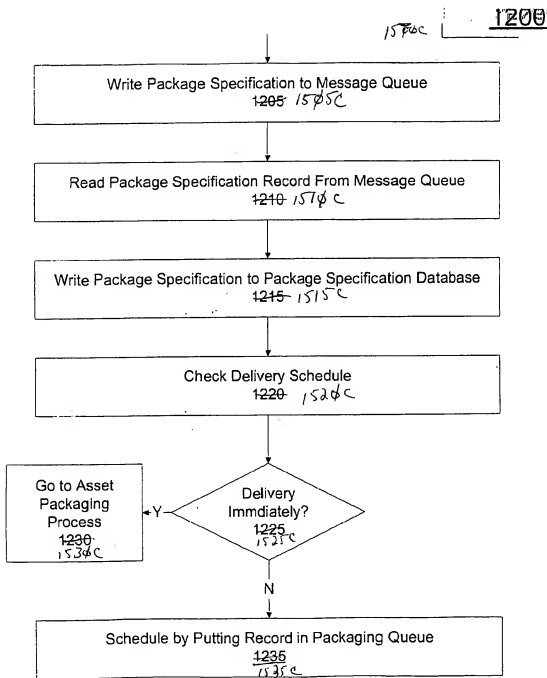 1200
1500C
Write Package Specification to Message Queue
1205 1505C
Read Package Specification Record From Message Queue
1210 1510C
Write Package Specification to Package Specification Database
1215 1515C
Check Delivery Schedule
1220 1520C
Go to Asset
Packaging
Process
1230
1530C
Y
Delivery
Immdiately?
1225
1525C
N
Schedule by Putting Record in Packaging Queue
1235
1535C